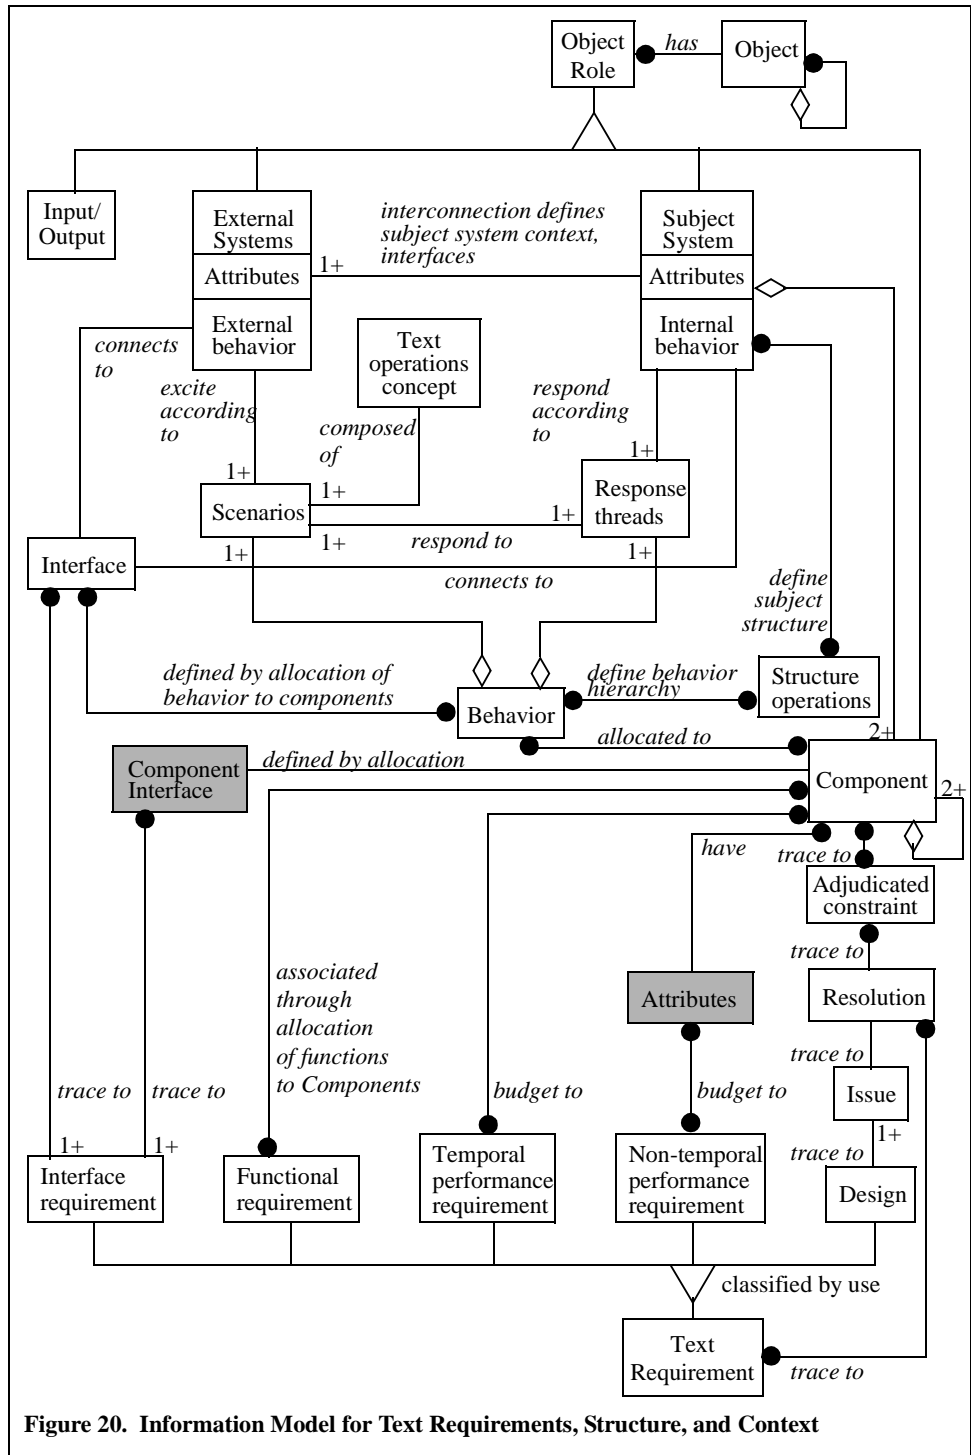 Object
Role
has
Object
Input/
Output
External
Systems
Attributes
External
behavior
interconnection defines
subject system context,
interfaces
1+
Subject
System
Attributes
Internal
behavior
connects
to
excite
according
to
Text
operations
concept
composed
of
respond
according
to
1+
1+
1+
Scenarios
Response
threads
1+
1+
respond to
1+
1+
Interface
connects to
define
subject
structure
defined by allocation of
behavior to components
define behavior
hierarchy
Structure
operations
Behavior
allocated to
2+
Component
Interface
defined by allocation
Component
2+
have
trace to
Adjudicated
constraint
trace to
associated
through
allocation
of functions
to Components
Attributes
Resolution
trace to
Issue
trace to
trace to
budget to
budget to
1+
1+
1+
trace to
Interface
requirement
Functional
requirement
Temporal
performance
requirement
Non-temporal
performance
requirement
Design
classified by use
Text
Requirement
trace to
Figure 20. Information Model for Text Requirements, Structure, and Context